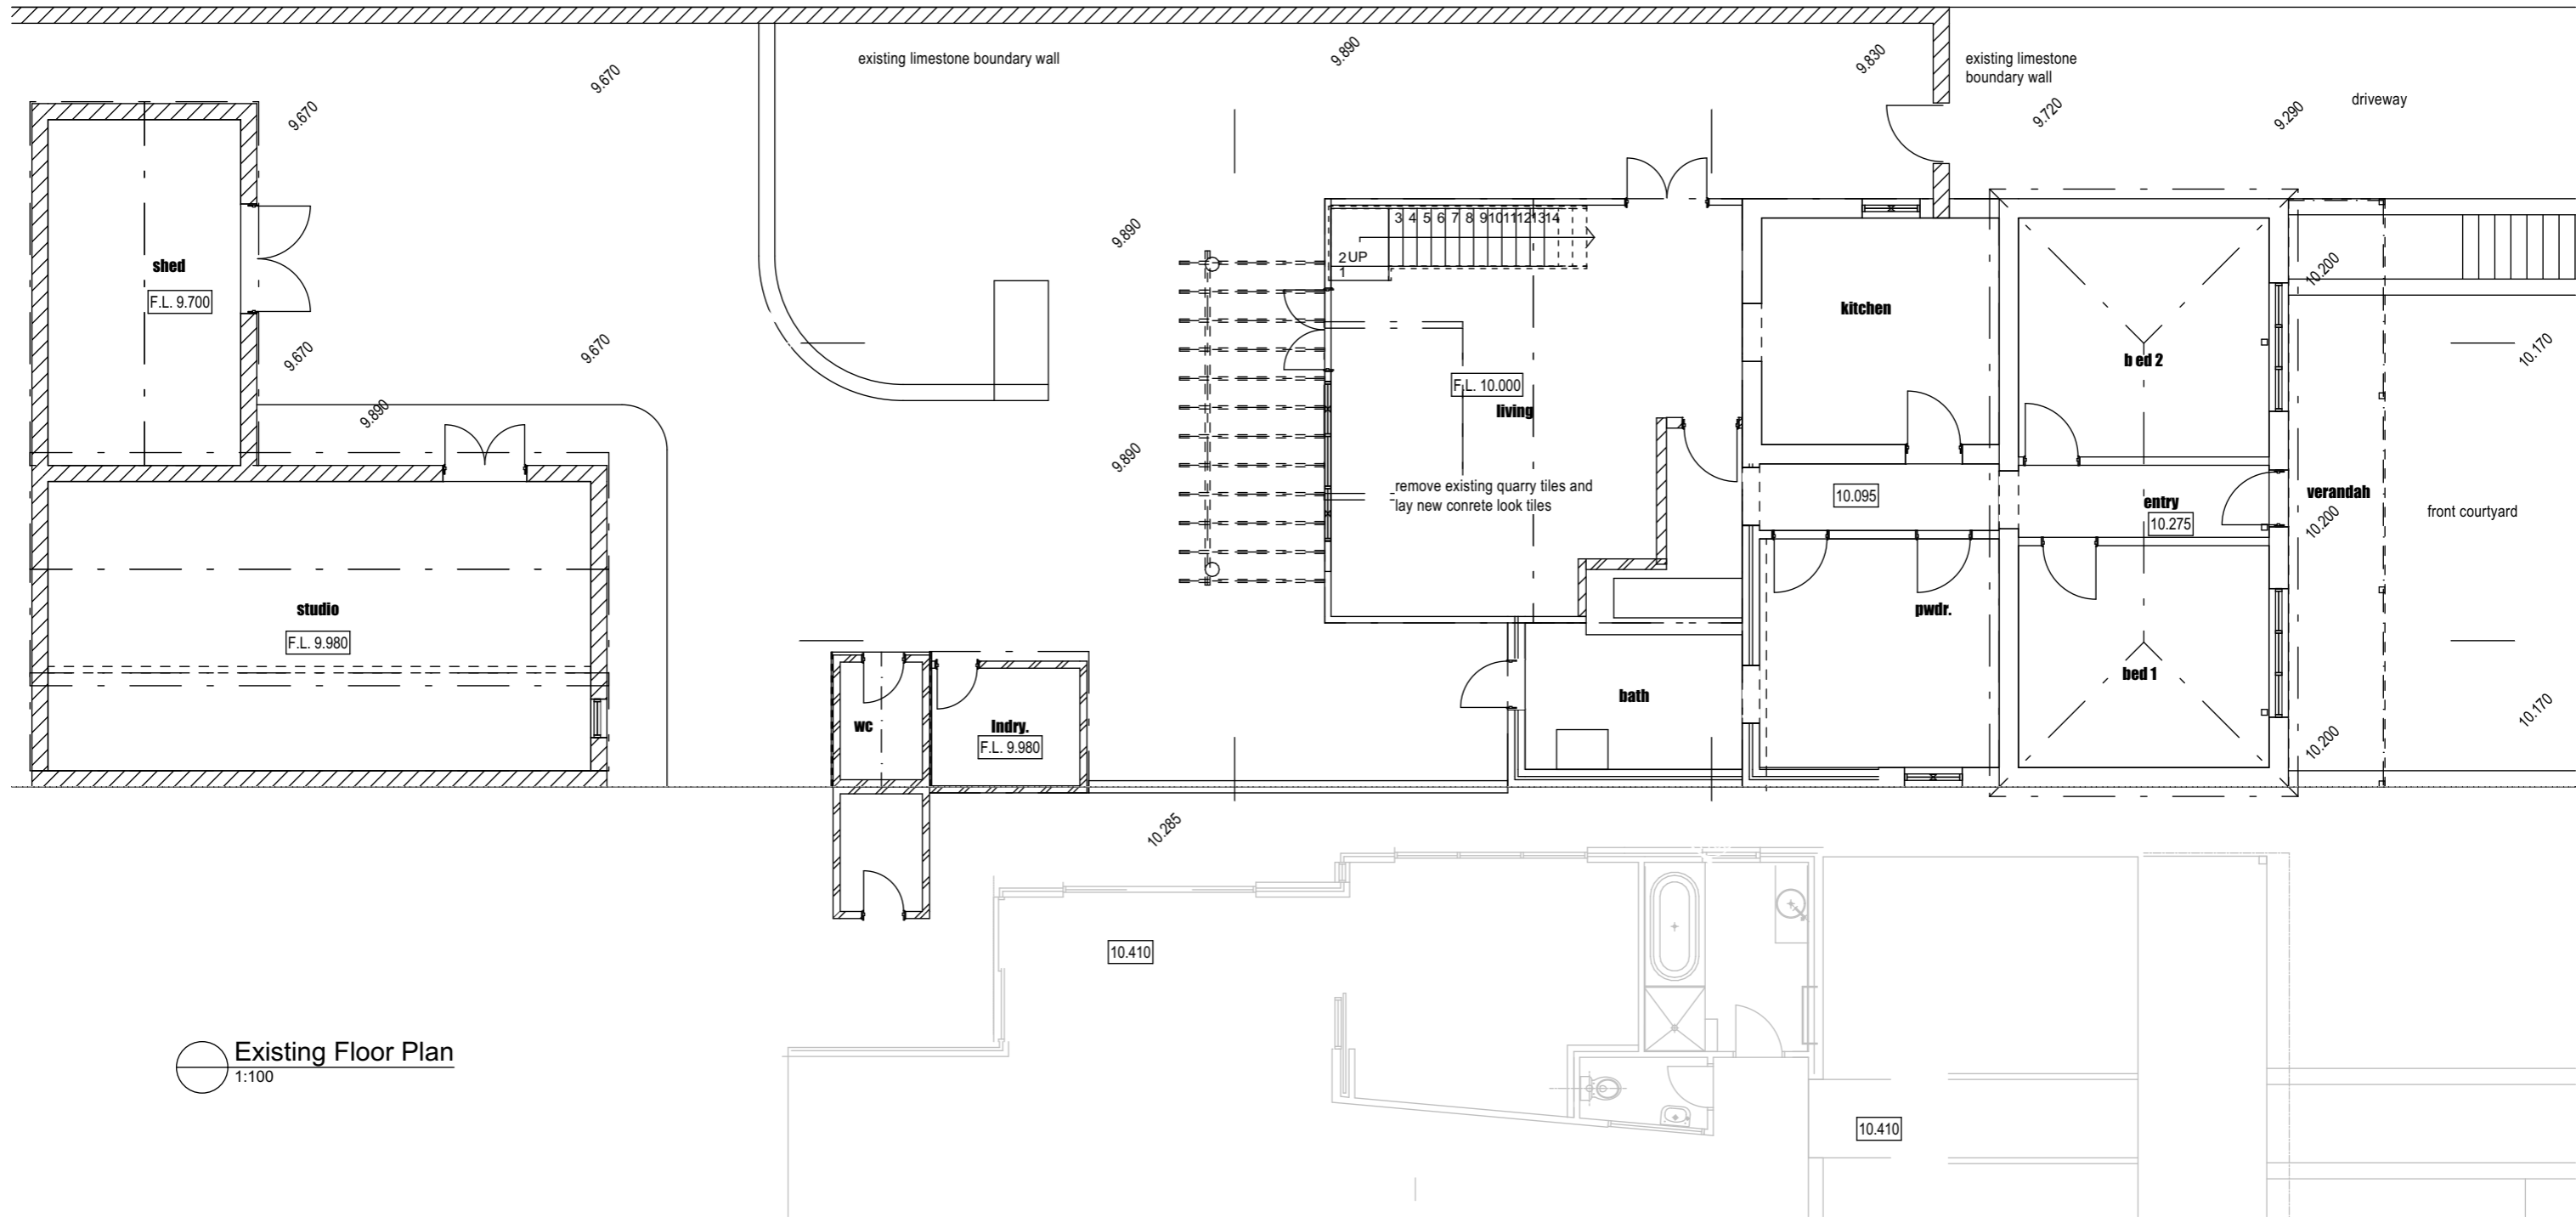 existing limestone boundary wall
9.890
9.830
existing limestone
boundary wall
driveway
9.670
9.670
9.720
9.290
3 4 5 6 7 8 9 10 11 12 13 14
2 UP
1
9.890
shed
F.L. 9.700
kitchen
10.200
9.670
9.670
b ed 2
10.170
F.L. 10.000
living
9.890
9.890
remove existing quarry tiles and
lay new conrete look tiles
10.095
entry
10.275
verandah
10.200
front courtyard
studio
F.L. 9.980
pwdr.
bed 1
bath
wc
lndry.
F.L. 9.980
10.170
10.200
10.285
10.410
Existing Floor Plan
1:100
10.410